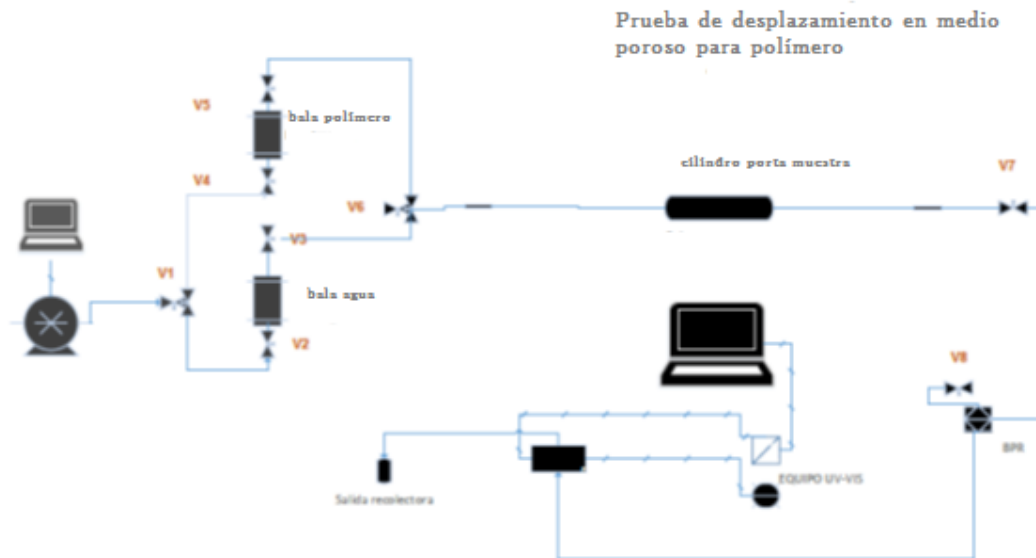 Prueba de desplazamiento en medio
poroso para polímero
V5
bala polímero
V4
cilindro porta muestra
V7
V6
V3
V1
bala agua
V2
V8
BPR
EQUIPO UV-VIS
Salida recolectora